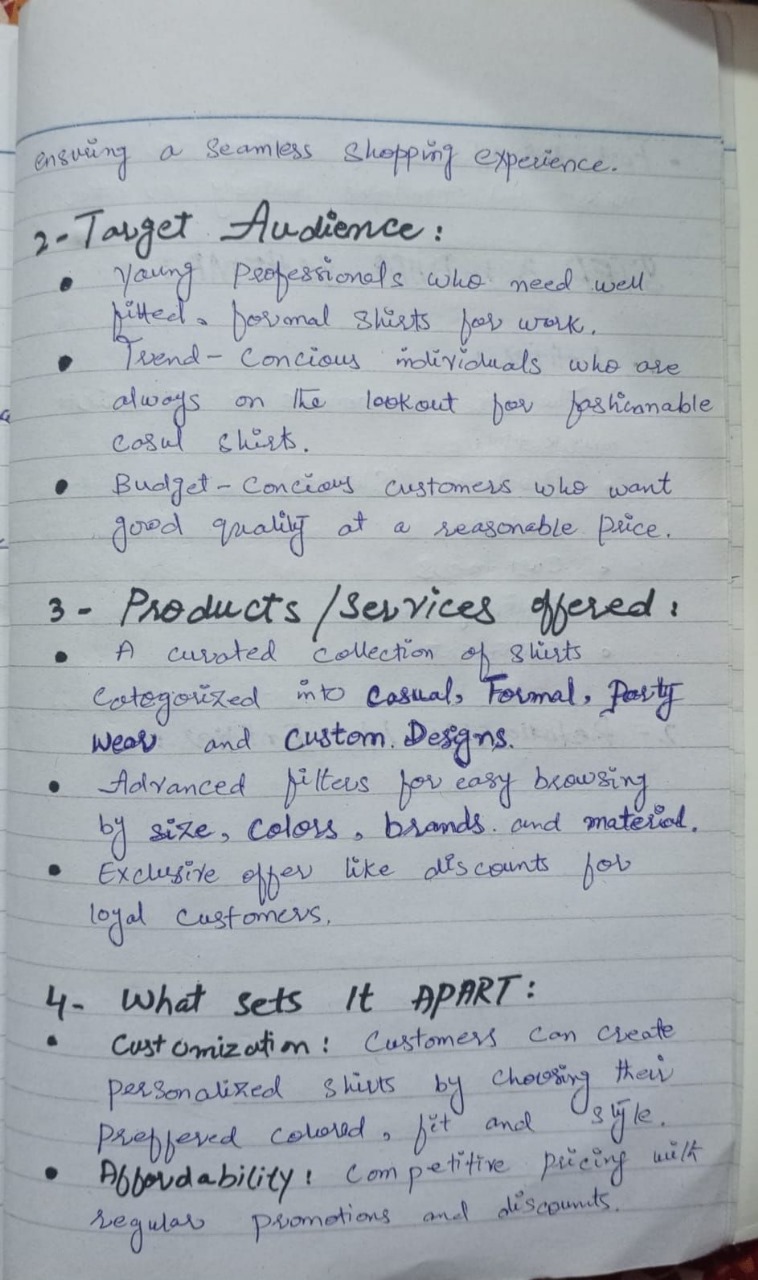 ensuring a seamless shopping experience.
2-Target Audience:
• Young professionals who need well
fitted, formal shirts for work.
• Trend-Concious individuals who are
always on the lookout for fashionable
casul shirts.
• Budget-Concious customers who want
good quality at a reasonable price.
3- Products/Services offered:
• A curated collection of shirts
Categorized into Casual, Formal, Party
Wear and Custom Designs.
• Advanced filters for easy browsing
by size, colors, brands and material.
• Exclusive offer like discounts for
loyal customers.
4- What sets It APART:
• Customization: Customers can create
personalized shirts by choosing their
preffered colored, fit and style.
• Affordability: Competitive pricing with
regular promotions and discounts.